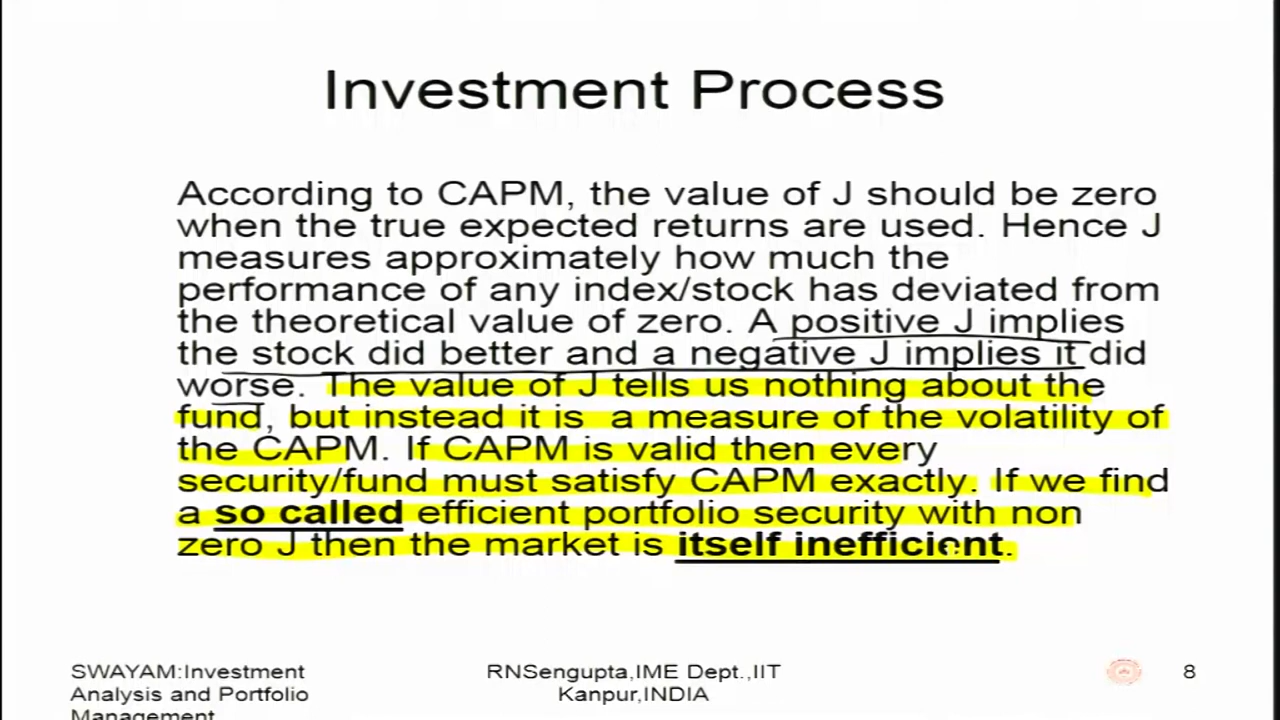 Investment Process
According to CAPM, the value of J should be zero
when the true expected returns are used. Hence J
measures approximately how much the
performance of any index/stock has deviated from
the theoretical value of zero. A positive J implies
the stock did better and a negative J implies it did
worse. The value of J tells us nothing about the
fund, but instead it is a measure of the volatility of
the CAPM. If CAPM is valid then every
security/fund must satisfy CAPM exactly. If we find
a so called efficient portfolio security with non
zero J then the market is itself inefficient.
SWAYAM:Investment
Analysis and Portfolio
Management
RNSengupta,IME Dept.,IIT
Kanpur,INDIA
8